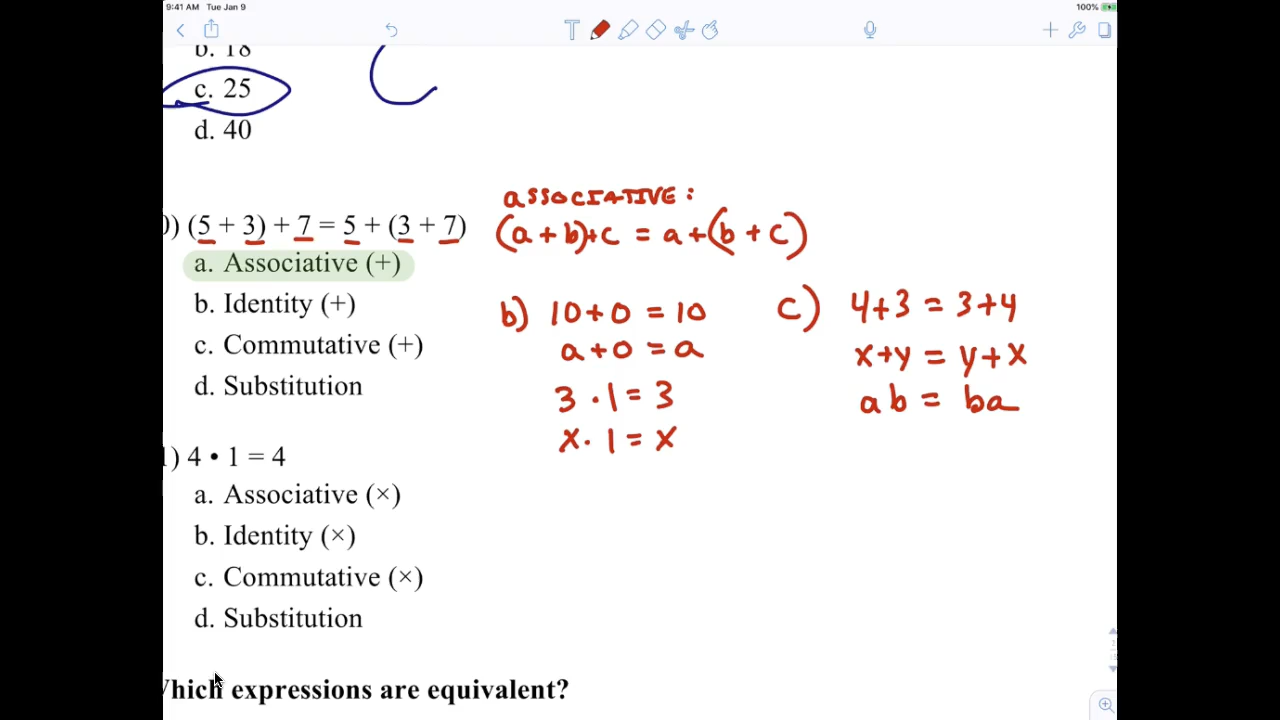 9:41 AM Tue Jan 9 100%
b. 18
c. 25
d. 40
ASSOCIATIVE:
0) (5 + 3) + 7 = 5 + (3 + 7)
(a + b)+c = a+(b + c)
a. Associative (+)
b. Identity (+)
c. Commutative (+)
d. Substitution
b) 10+0 = 10
a+0 = a
3 · 1 = 3
x · 1 = x
c) 4+3 = 3+4
x+y = y+x
ab = ba
1) 4 • 1 = 4
a. Associative (×)
b. Identity (×)
c. Commutative (×)
d. Substitution
Which expressions are equivalent?